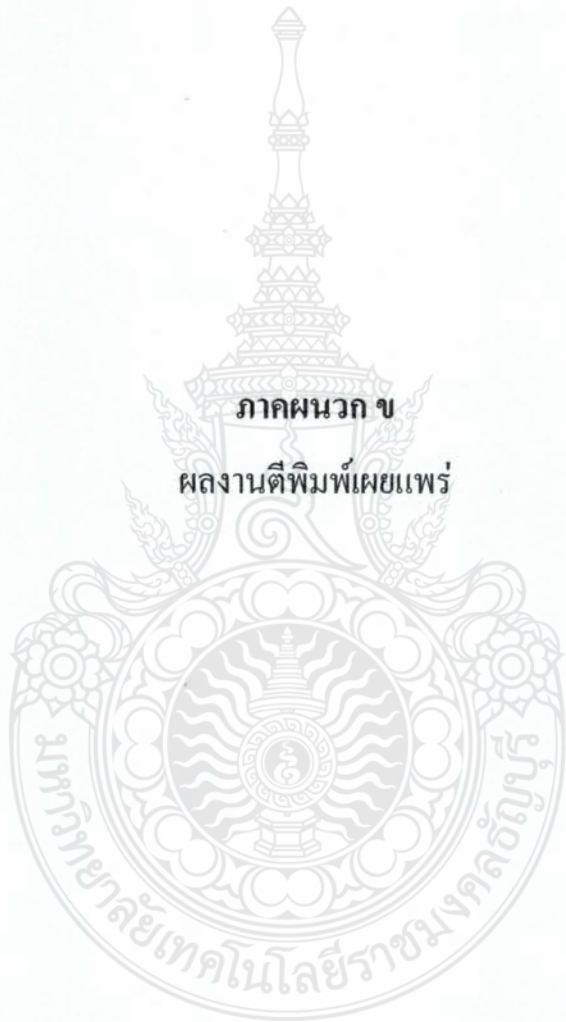 ภาคผนวก ข
ผลงานตีพิมพ์เผยแพร่
มหาวิทยาลัยเทคโนโลยีราชมงคลธัญบุรี